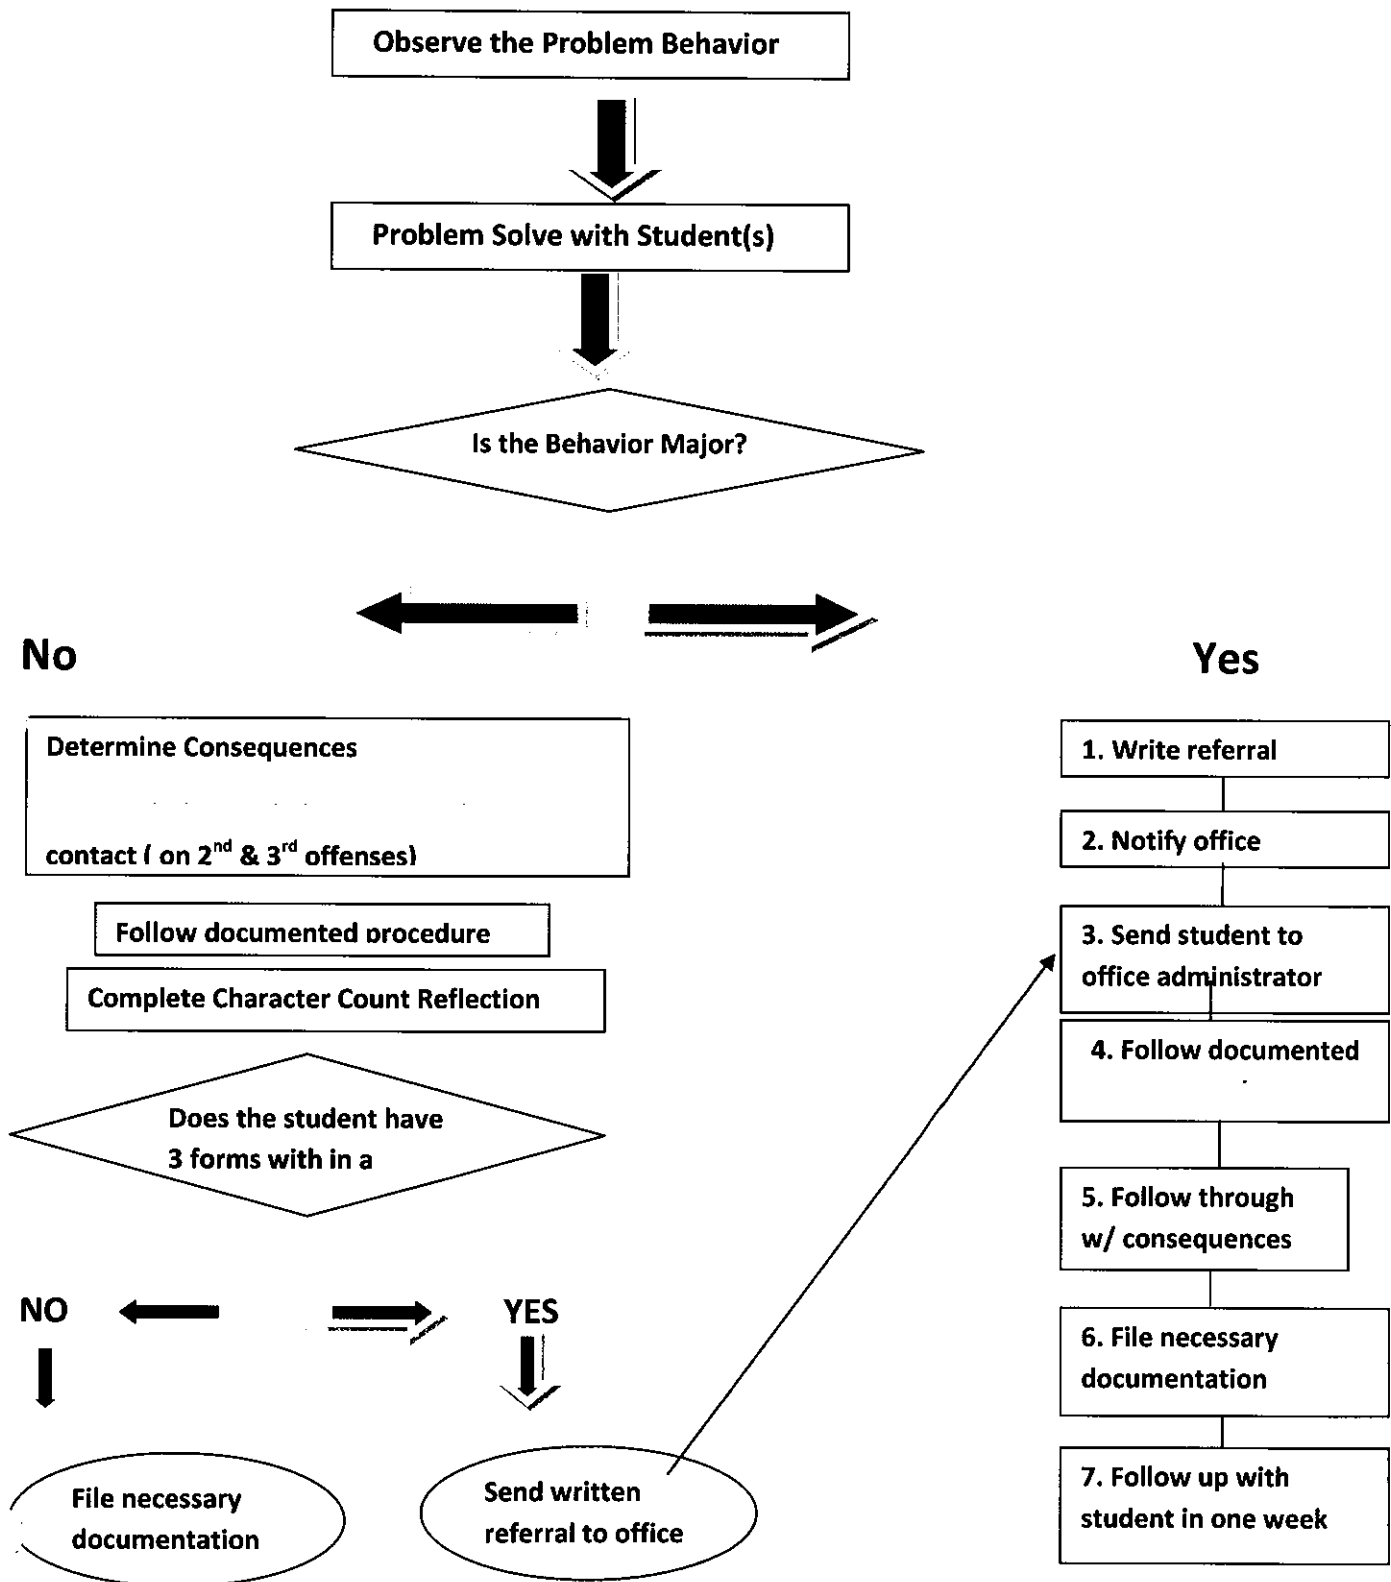 Observe the Problem Behavior
Problem Solve with Student(s)
Is the Behavior Major?
No
Yes
Determine Consequences
contact ( on 2nd & 3rd offenses)
Follow documented procedure
Complete Character Count Reflection
Does the student have
3 forms with in a
NO
YES
File necessary
documentation
Send written
referral to office
1. Write referral
2. Notify office
3. Send student to
office administrator
4. Follow documented
5. Follow through
w/ consequences
6. File necessary
documentation
7. Follow up with
student in one week